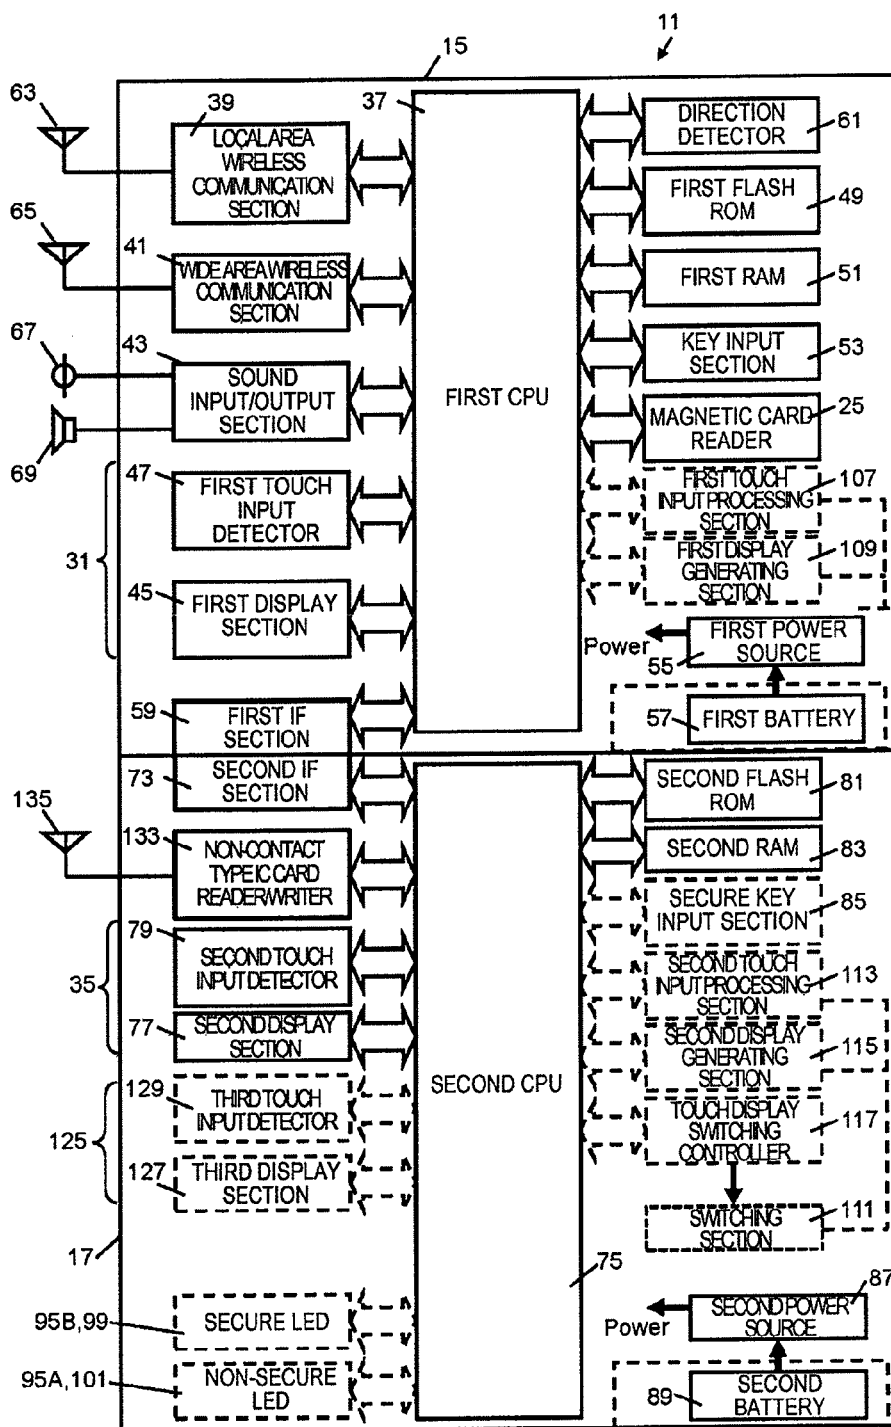 11
15
63
39
37
LOCAL AREA
WIRELESS
COMMUNICATION
SECTION
DIRECTION
DETECTOR
61
FIRST FLASH
ROM
49
65
41
WIDE AREA WIRELESS
COMMUNICATION
SECTION
FIRST RAM
51
67
43
SOUND
INPUT/OUTPUT
SECTION
69
FIRST CPU
KEY INPUT
SECTION
53
MAGNETIC CARD
READER
25
47
FIRST TOUCH
INPUT
DETECTOR
31
FIRST TOUCH
INPUT PROCESSING
SECTION
107
FIRST DISPLAY
GENERATING
SECTION
109
45
FIRST DISPLAY
SECTION
Power
FIRST POWER
SOURCE
55
57
FIRST BATTERY
59
FIRST IF
SECTION
SECOND IF
SECTION
73
SECOND FLASH
ROM
81
135
133
NON-CONTACT
TYPE IC CARD
READER/WRITER
SECOND RAM
83
SECURE KEY
INPUT SECTION
85
79
SECOND TOUCH
INPUT DETECTOR
35
77
SECOND DISPLAY
SECTION
SECOND TOUCH
INPUT PROCESSING
SECTION
113
SECOND DISPLAY
GENERATING
SECTION
115
SECOND CPU
129
THIRD TOUCH
INPUT DETECTOR
125
127
THIRD DISPLAY
SECTION
TOUCH DISPLAY
SWITCHING
CONTROLLER
117
SWITCHING
SECTION
111
17
75
95B,99
SECURE LED
95A,101
NON-SECURE
LED
87
Power
SECOND POWER
SOURCE
89
SECOND
BATTERY